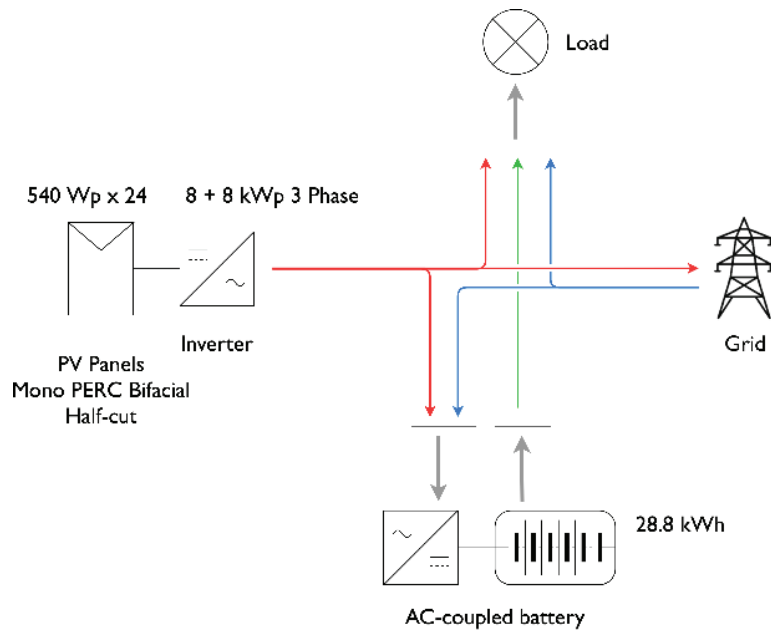 Load
540 Wp x 24
8 + 8 kWp 3 Phase
Inverter
Grid
PV Panels
Mono PERC Bifacial
Half-cut
28.8 kWh
AC-coupled battery